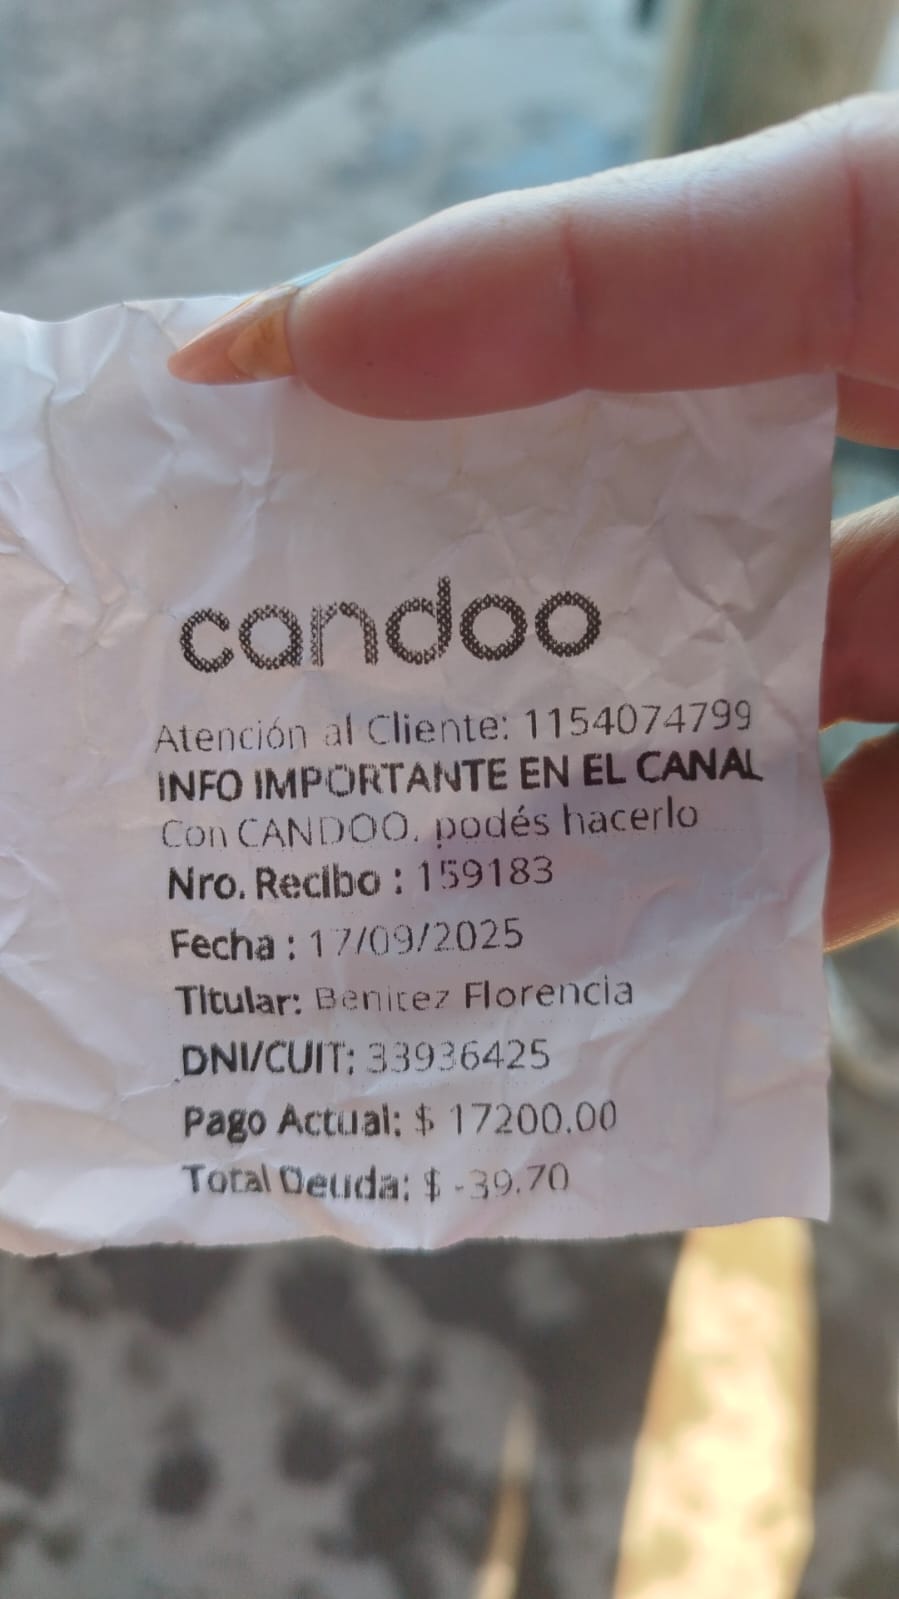 candoo
Atención al Cliente: 1154074799
INFO IMPORTANTE EN EL CANAL
Con CANDOO, podés hacerlo
Nro. Recibo : 159183
Fecha : 17/09/2025
Titular: Benitez Florencia
DNI/CUIT: 33936425
Pago Actual: $ 17200.00
Total Deuda: $ -39.70